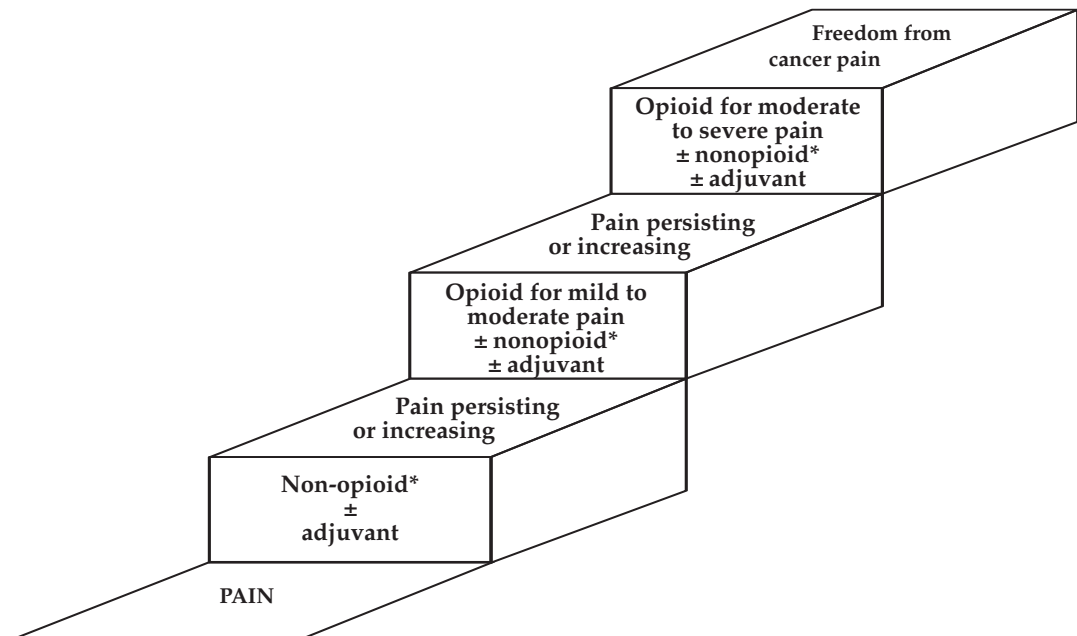 Freedom from
cancer pain
Opioid for moderate
to severe pain
± nonopioid*
± adjuvant
Pain persisting
or increasing
Opioid for mild to
moderate pain
± nonopioid*
± adjuvant
Pain persisting
or increasing
Non-opioid*
±
adjuvant
PAIN